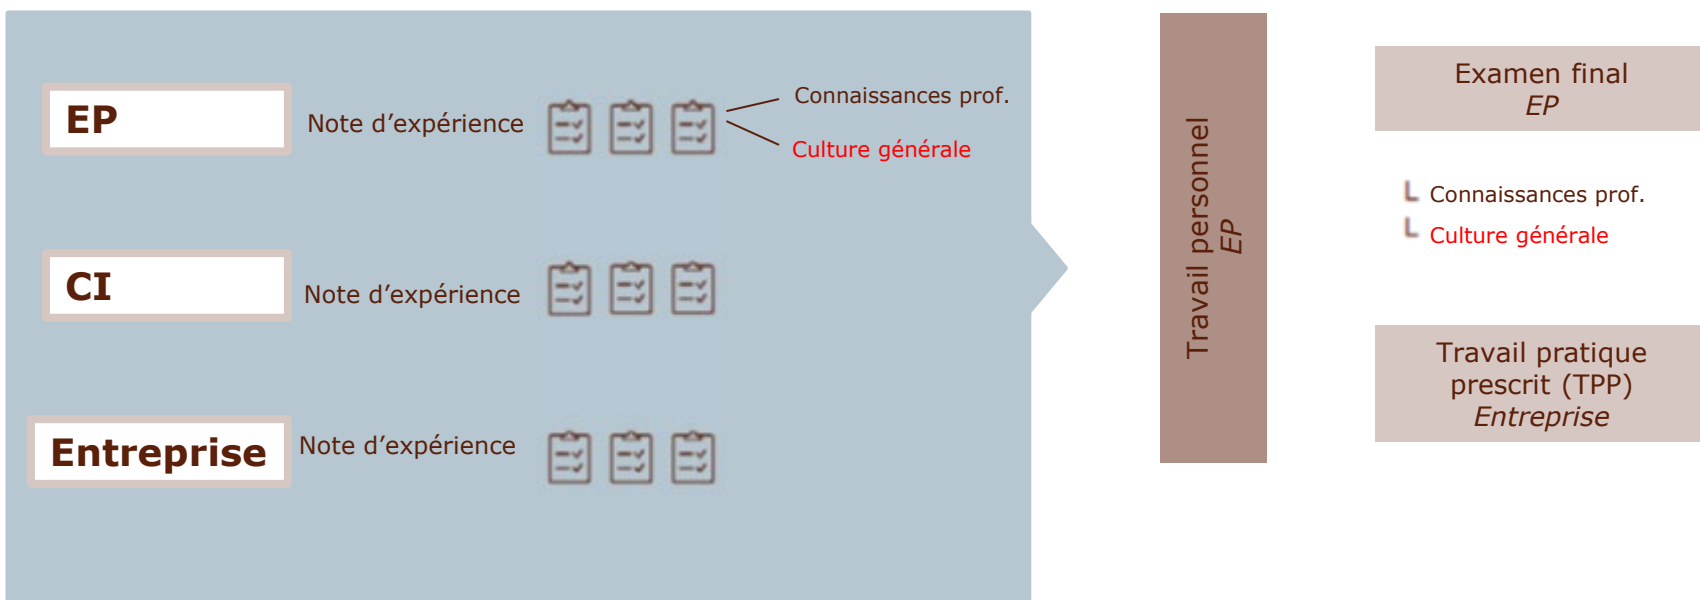 EP
Note d’expérience
Connaissances prof.
Culture générale
CI
Note d’expérience
Entreprise
Note d’expérience
Travail personnel
EP
Examen final
EP
Connaissances prof.
Culture générale
Travail pratique
prescrit (TPP)
Entreprise